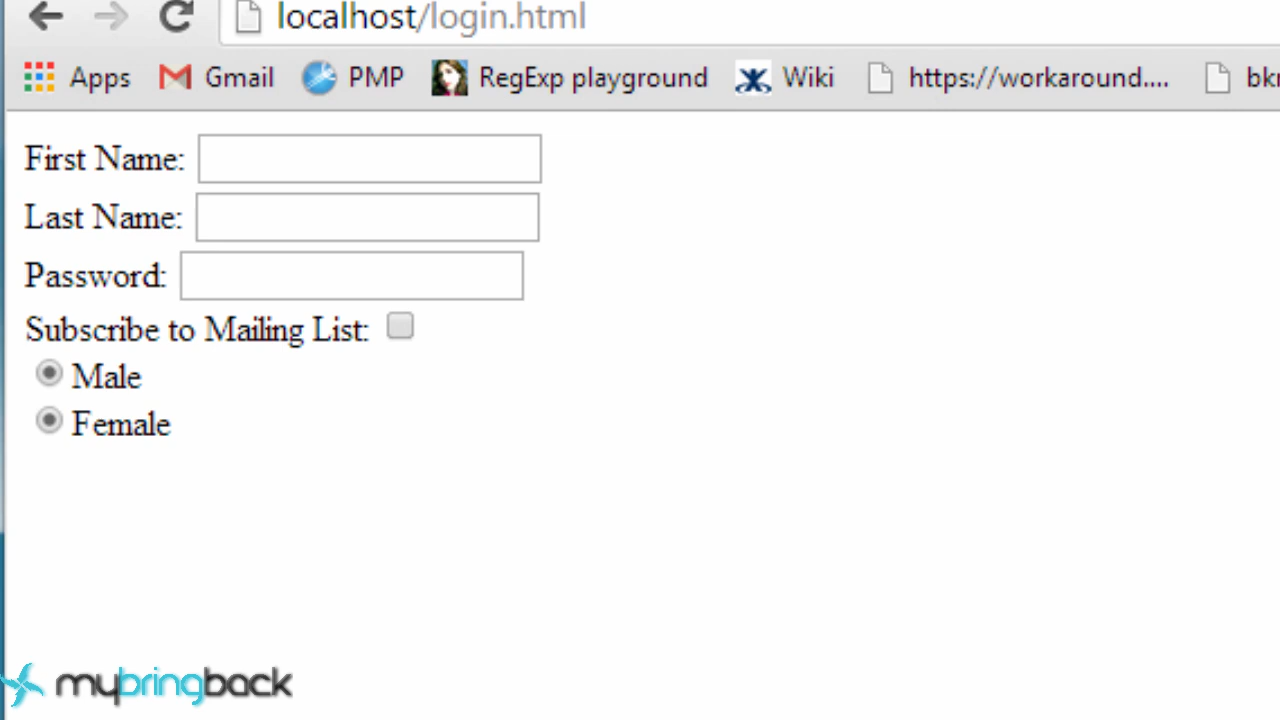 localhost/login.html
Apps Gmail PMP RegExp playground Wiki https://workaround.... bkr
First Name:
Last Name:
Password:
Subscribe to Mailing List:
Male
Female
mybringback